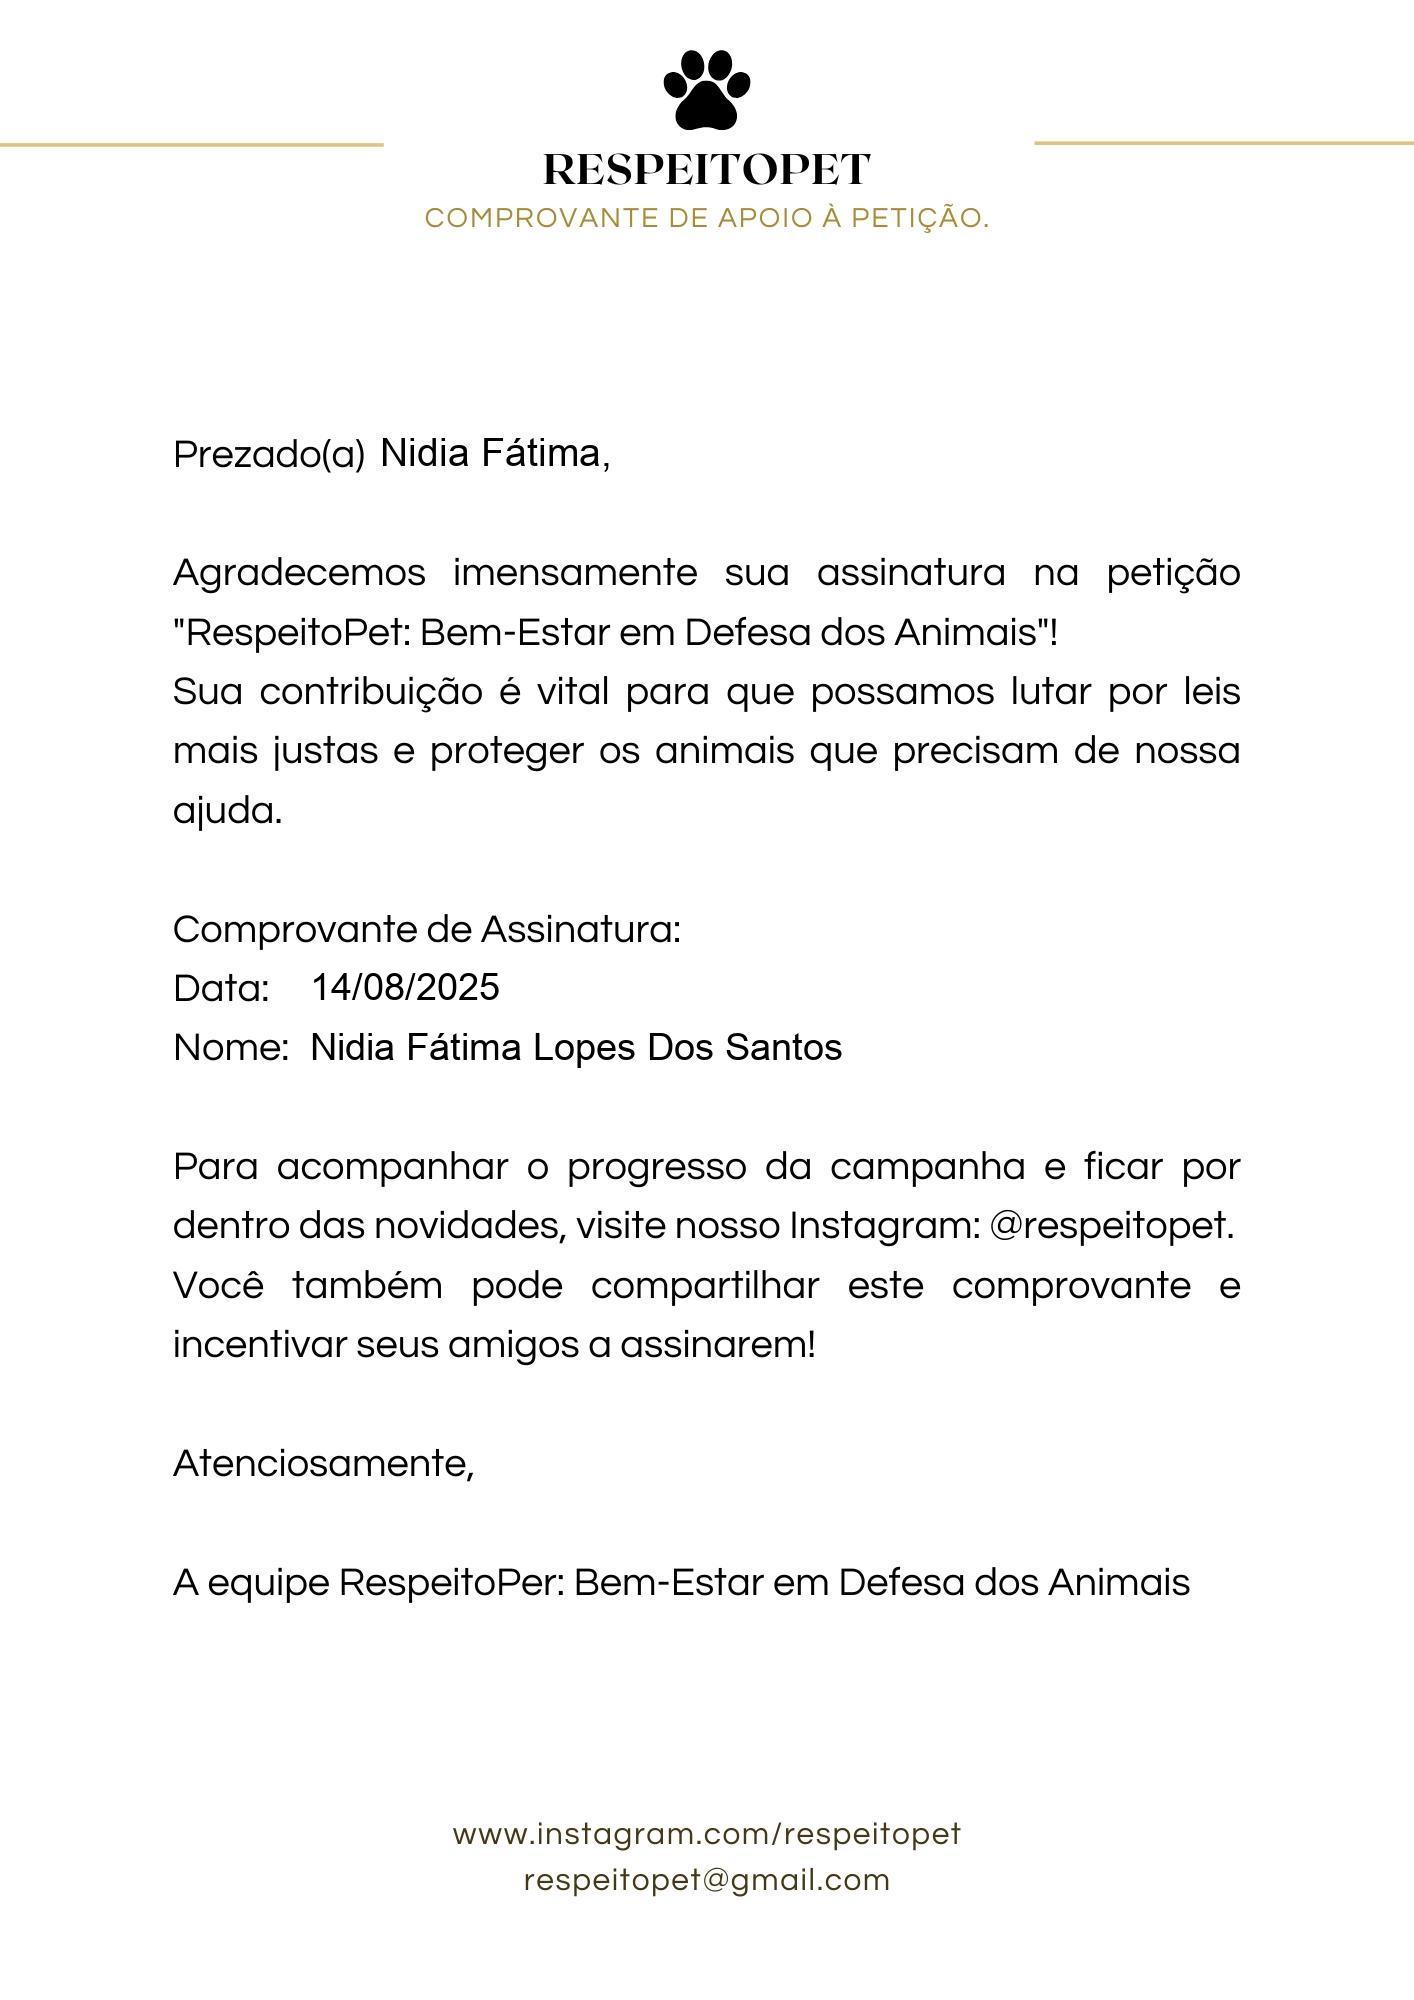 RESPEITOPET
COMPROVANTE DE APOIO À PETIÇÃO.
Prezado(a) Nidia Fátima,
Agradecemos imensamente sua assinatura na petição
"RespeitoPet: Bem-Estar em Defesa dos Animais"!
Sua contribuição é vital para que possamos lutar por leis
mais justas e proteger os animais que precisam de nossa
ajuda.
Comprovante de Assinatura:
Data: 14/08/2025
Nome: Nidia Fátima Lopes Dos Santos
Para acompanhar o progresso da campanha e ficar por
dentro das novidades, visite nosso Instagram: @respeitopet.
Você também pode compartilhar este comprovante e
incentivar seus amigos a assinarem!
Atenciosamente,
A equipe RespeitoPer: Bem-Estar em Defesa dos Animais
www.instagram.com/respeitopet
respeitopet@gmail.com